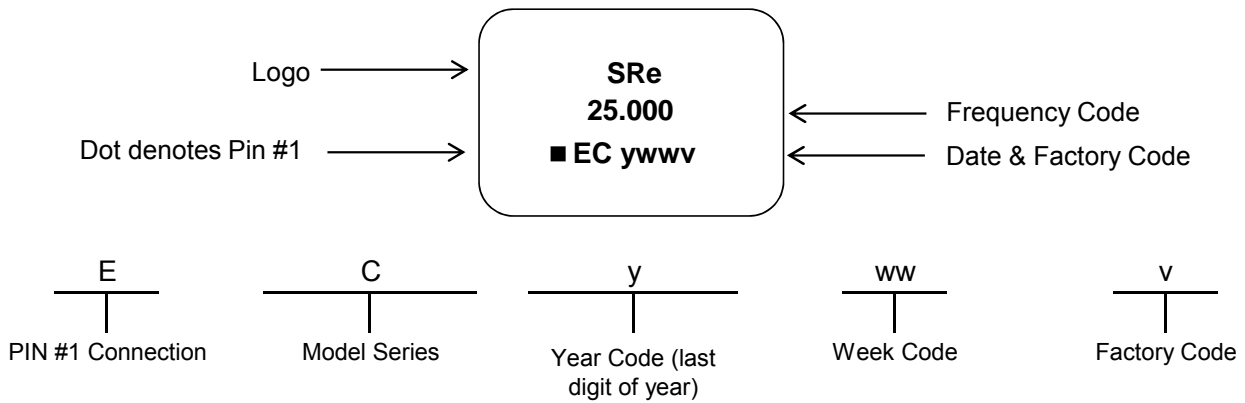 Logo
SRe
25.000
Frequency Code
Dot denotes Pin #1
■ EC ywwv
Date & Factory Code
E
C
y
ww
v
PIN #1 Connection
Model Series
Year Code (last
digit of year)
Week Code
Factory Code